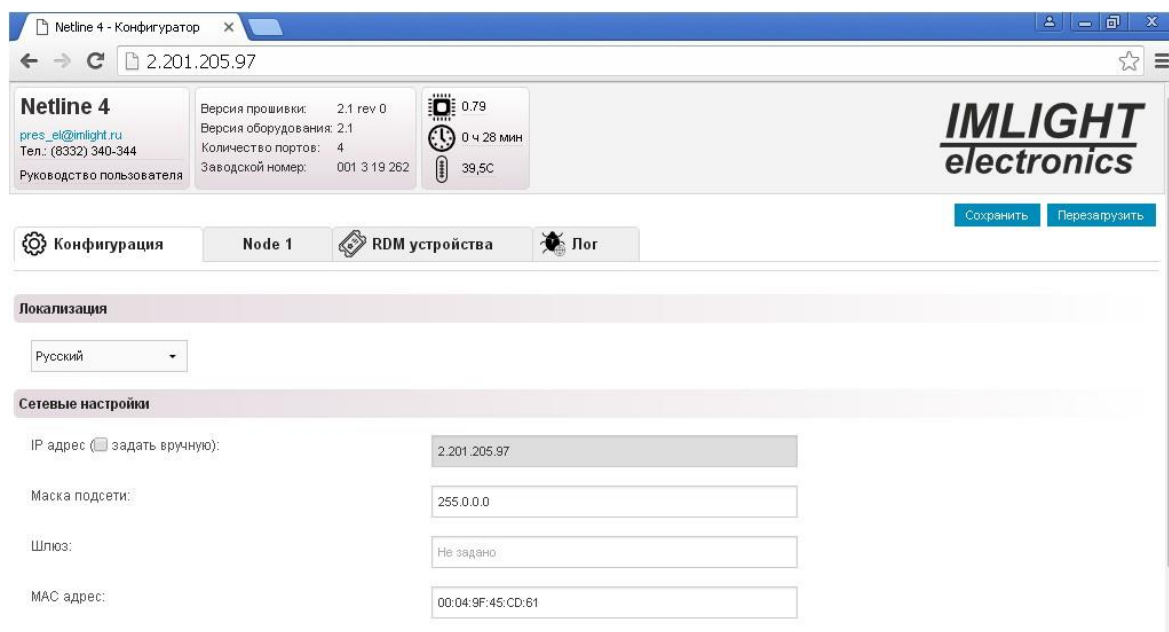 Netline 4 - Конфигуратор
2.201.205.97
Netline 4
pres_el@imlight.ru
Тел.: (8332) 340-344
Руководство пользователя
Версия прошивки: 2.1 rev 0
Версия оборудования: 2.1
Количество портов: 4
Заводской номер: 001 3 19 262
0.79
0 ч 28 мин
39,5C
IMLIGHT
electronics
Сохранить
Перезагрузить
Конфигурация
Node 1
RDM устройства
Лог
Локализация
Русский
Сетевые настройки
IP адрес ( задать вручную): 2.201.205.97
Маска подсети: 255.0.0.0
Шлюз: Не задано
MAC адрес: 00:04:9F:45:CD:61